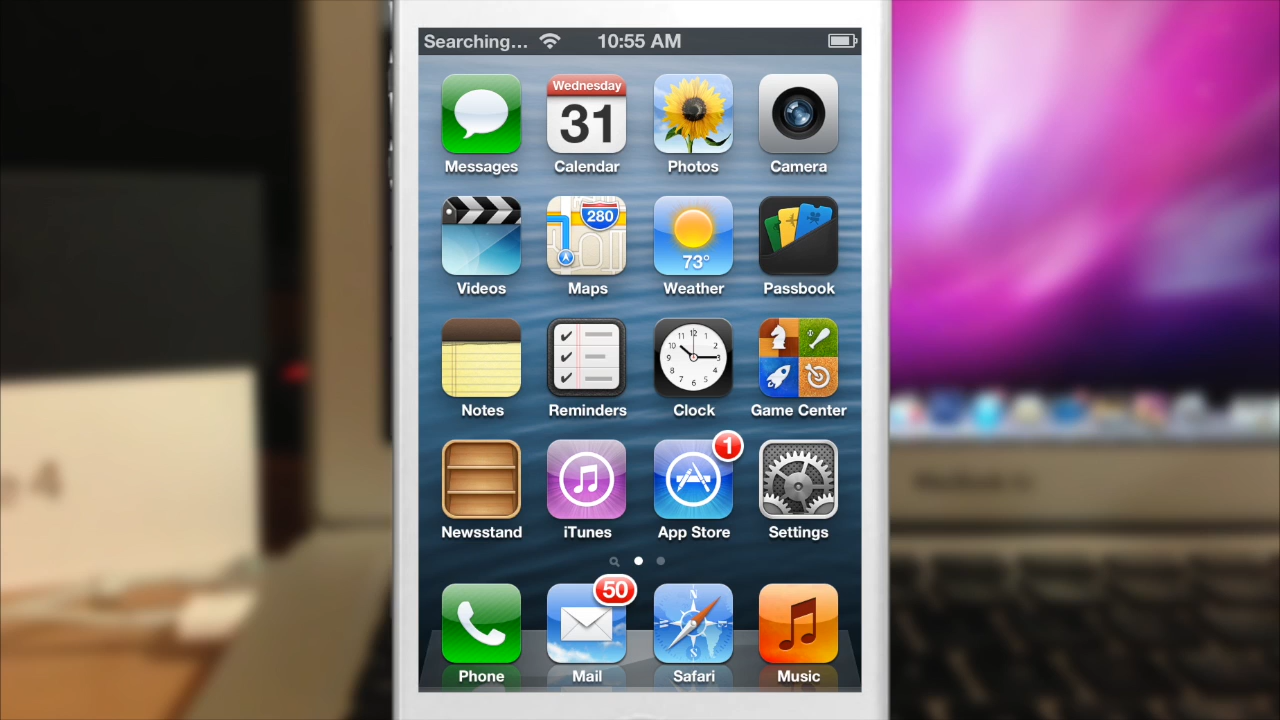 Searching... 10:55 AM
Wednesday
31
Messages Calendar Photos Camera
280
73°
Videos Maps Weather Passbook
Notes Reminders Clock Game Center
1
Newsstand iTunes App Store Settings
50
N
S
Phone Mail Safari Music
4